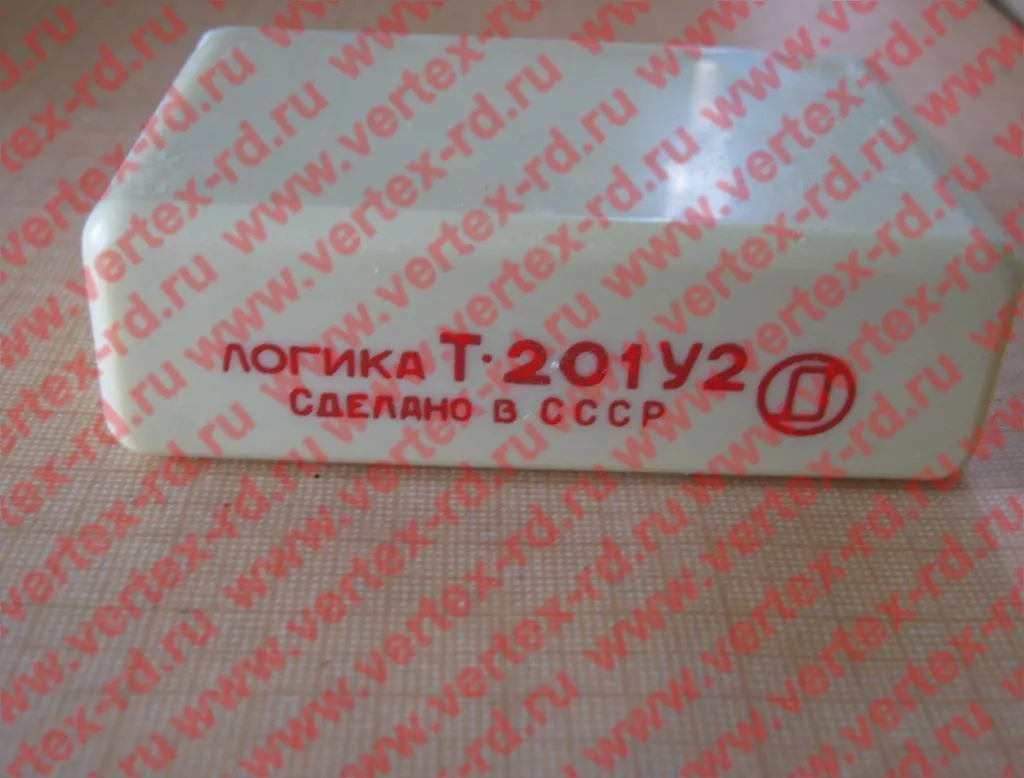 ЛОГИКА Т·201У2
СДЕЛАНО В СССР
www.vertex-rd.ru